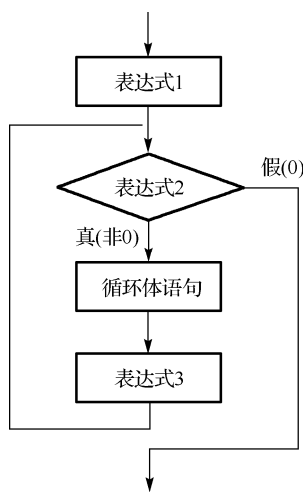 表达式1
假(0)
表达式2
真(非0)
循环体语句
表达式3